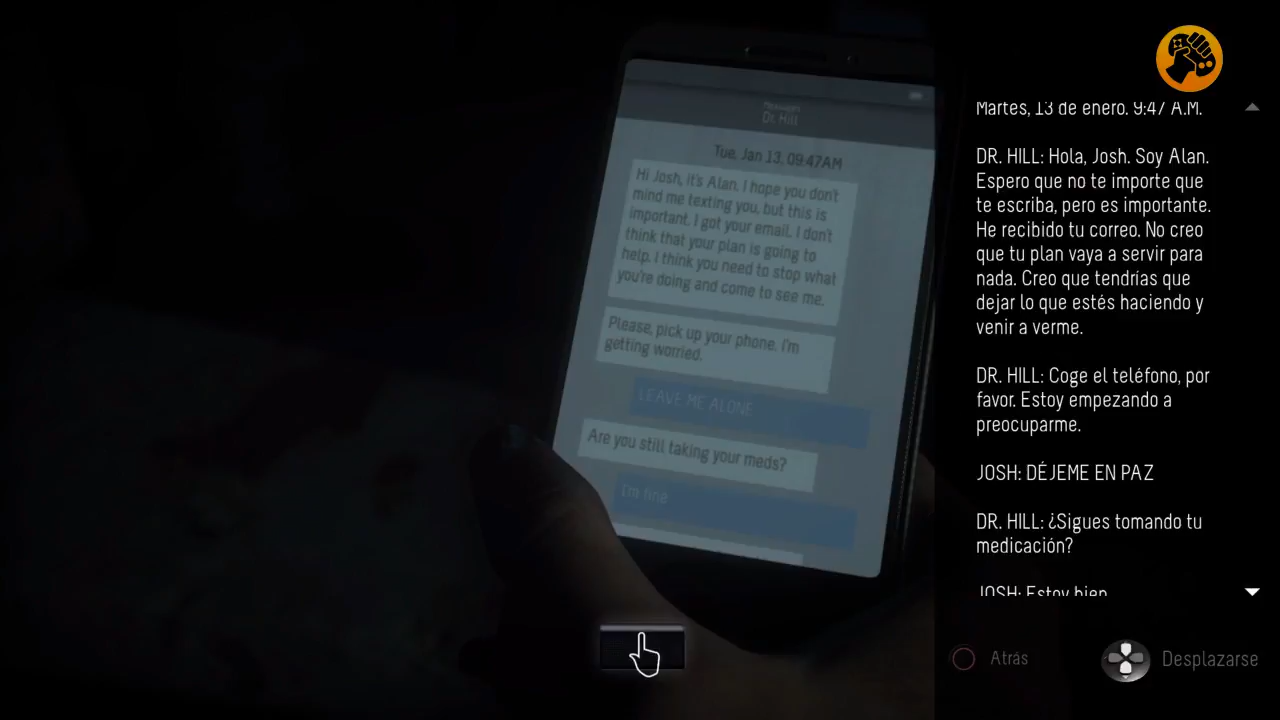 Messages
Dr. Hill
Tue, Jan 13, 09:47AM
Hi Josh, it's Alan. I hope you don't
mind me texting you, but this is
important. I got your email. I don't
think that your plan is going to
help. I think you need to stop what
you're doing and come to see me.
Please, pick up your phone. I'm
getting worried.
LEAVE ME ALONE
Are you still taking your meds?
I'm fine
Martes, 13 de enero. 9:47 A.M.
DR. HILL: Hola, Josh. Soy Alan.
Espero que no te importe que
te escriba, pero es importante.
He recibido tu correo. No creo
que tu plan vaya a servir para
nada. Creo que tendrías que
dejar lo que estés haciendo y
venir a verme.
DR. HILL: Coge el teléfono, por
favor. Estoy empezando a
preocuparme.
JOSH: DÉJEME EN PAZ
DR. HILL: ¿Sigues tomando tu
medicación?
JOSH: Estoy bien
Atrás
Desplazarse